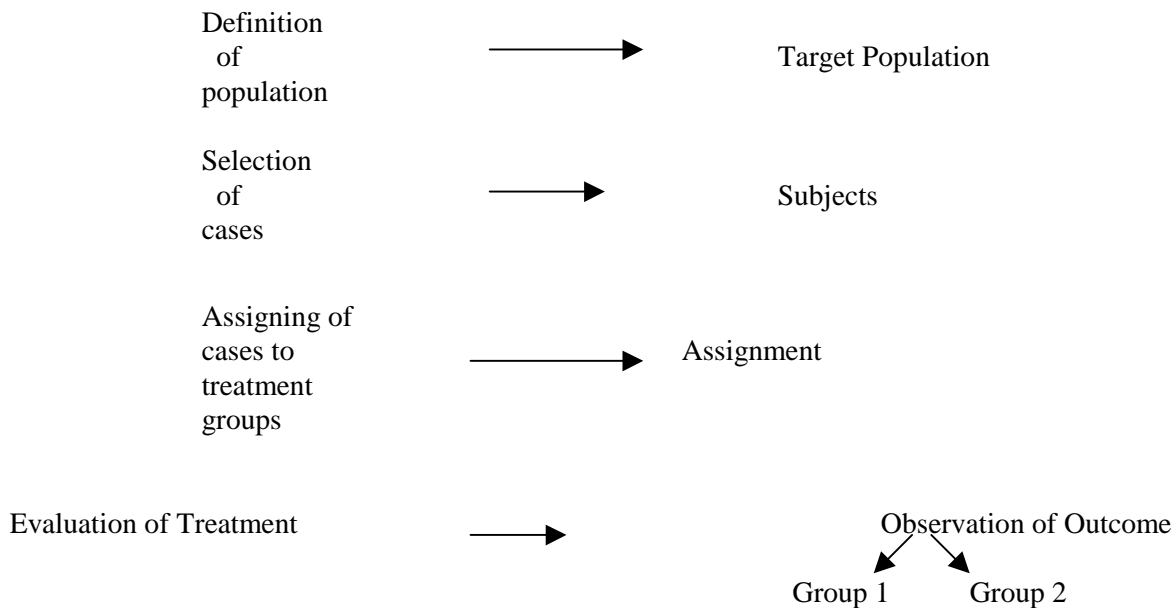 Definition
of
population
Target Population
Selection
of
cases
Subjects
Assigning of
cases to
treatment
groups
Assignment
Evaluation of Treatment
Observation of Outcome
Group 1
Group 2